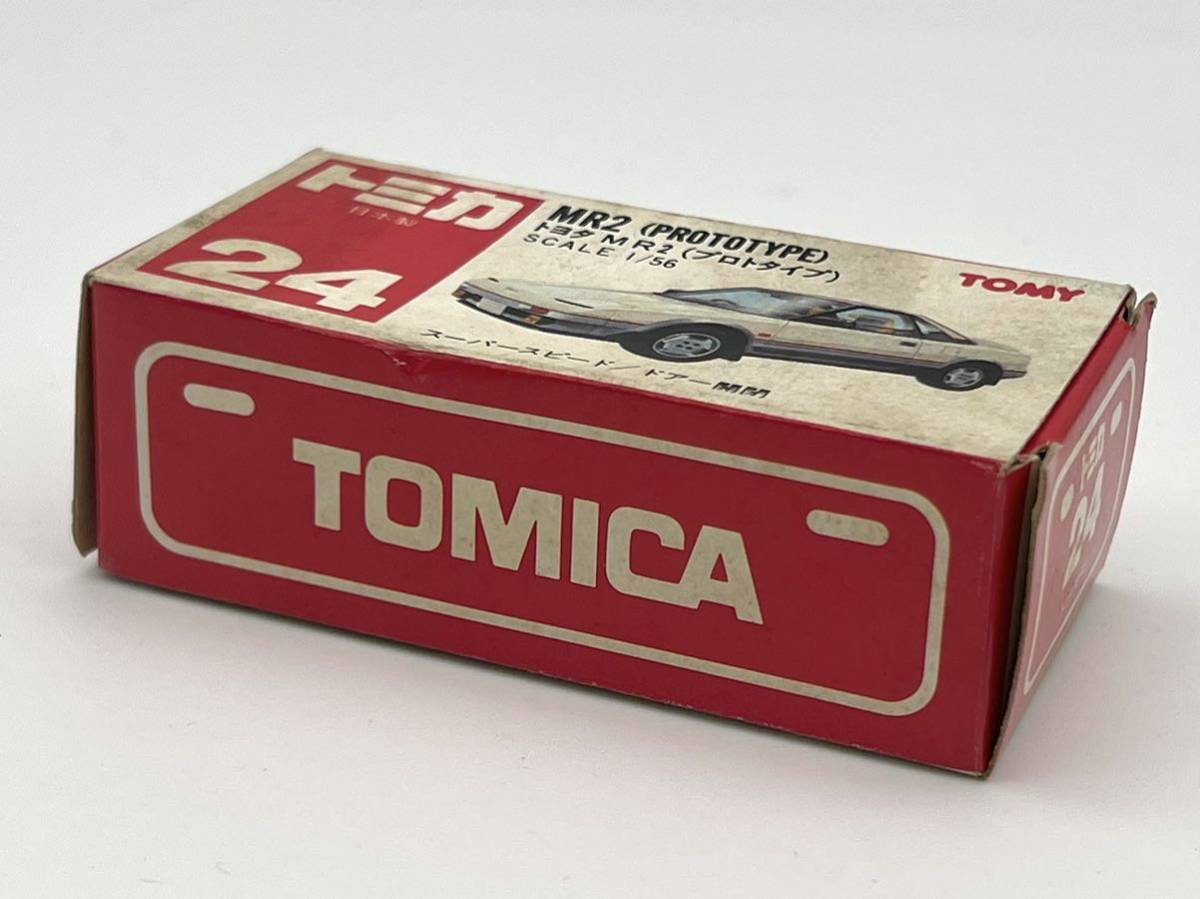 トミカ
日本製
24
MR2 (PROTOTYPE)
トヨタ MR2 (プロトタイプ)
SCALE 1/56
TOMY
スーパースピード/ドアー開閉
TOMICA
トミカ
24